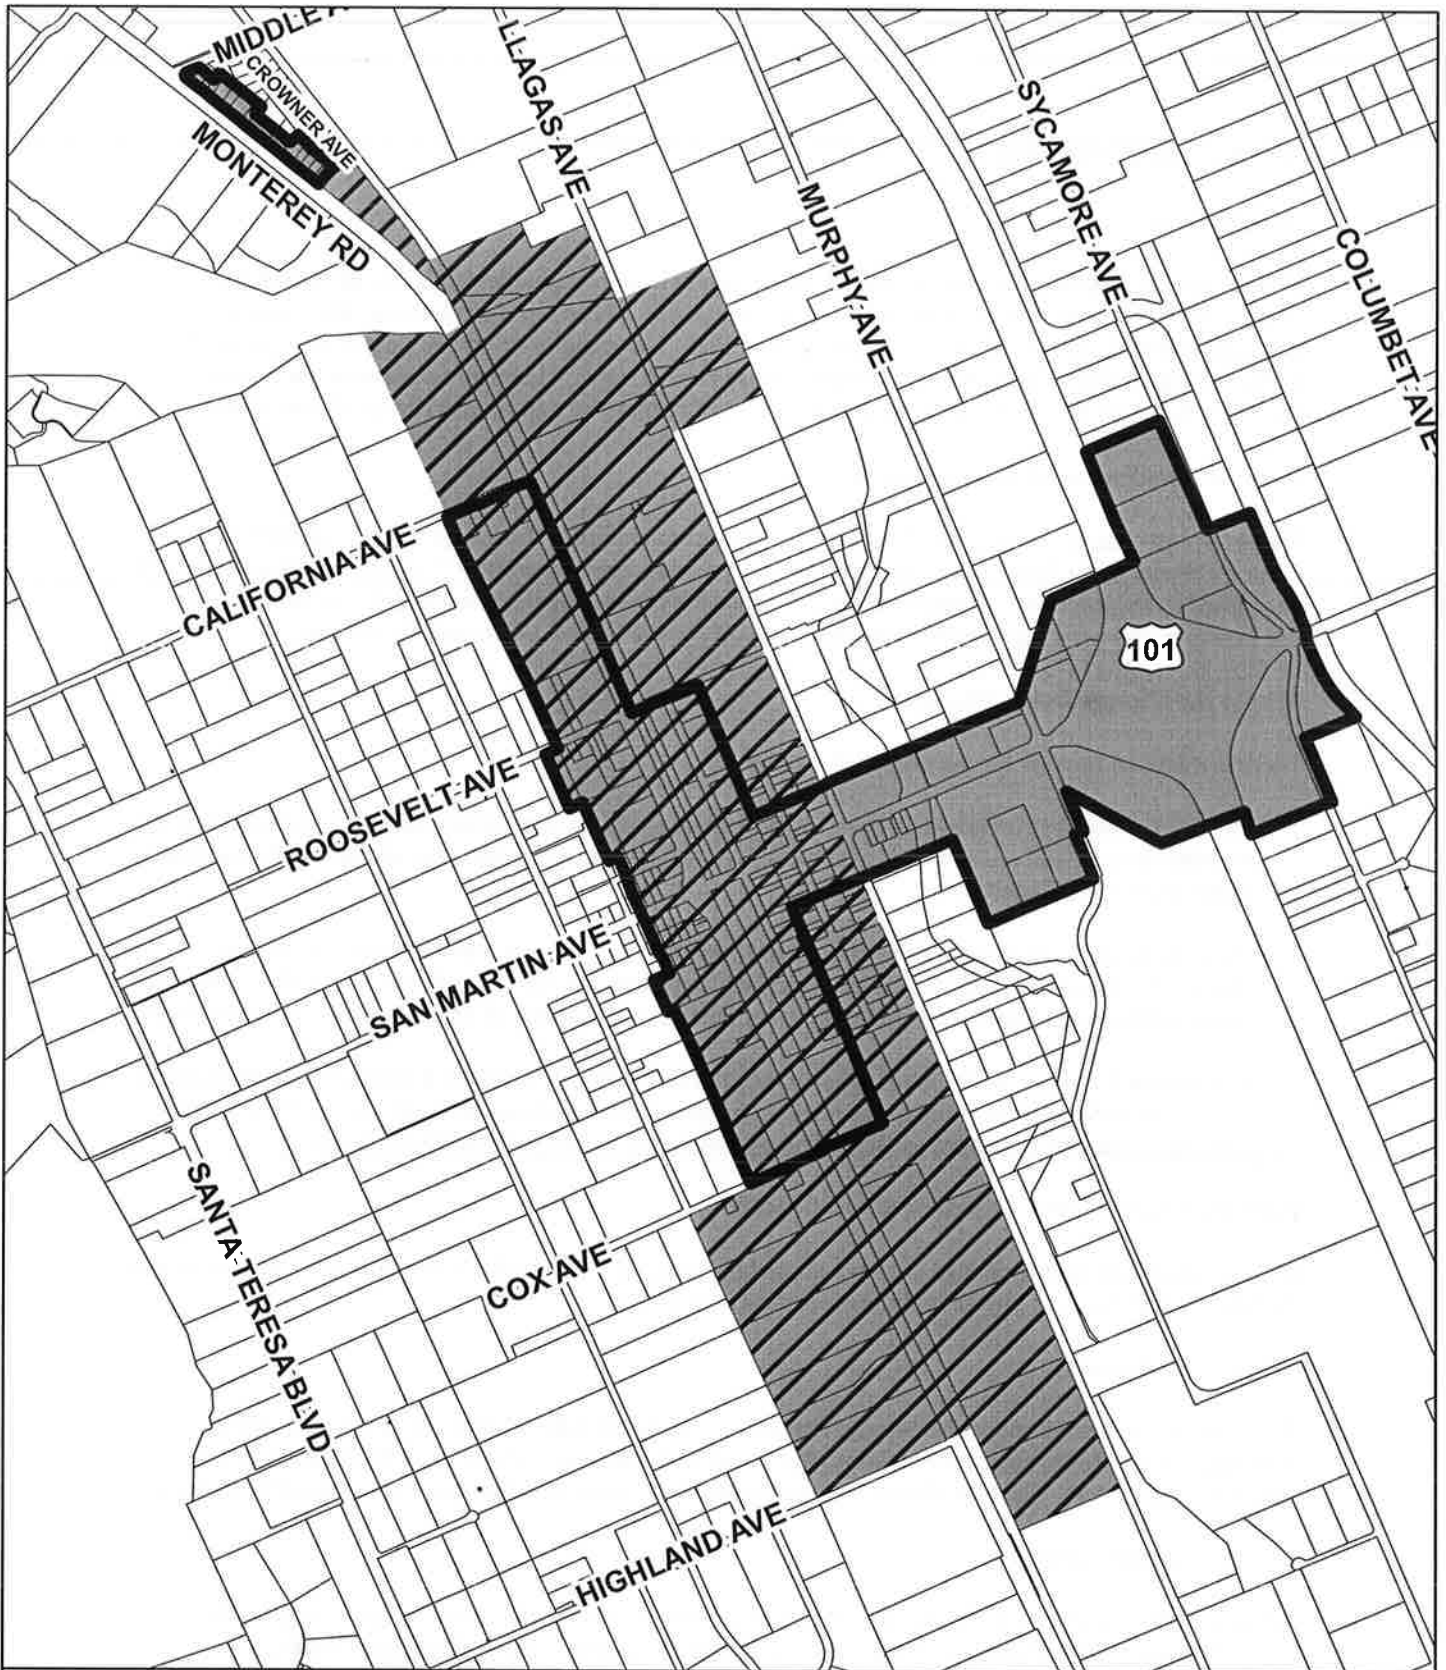 MIDDLE A
CROWNER AVE
MONTEREY RD
LLAGAS AVE
MURPHY AVE
SYCAMORE AVE
COLUMBET AVE
CALIFORNIA AVE
101
ROOSEVELT AVE
SAN MARTIN AVE
SANTA TERESA BLVD
COX AVE
HIGHLAND AVE